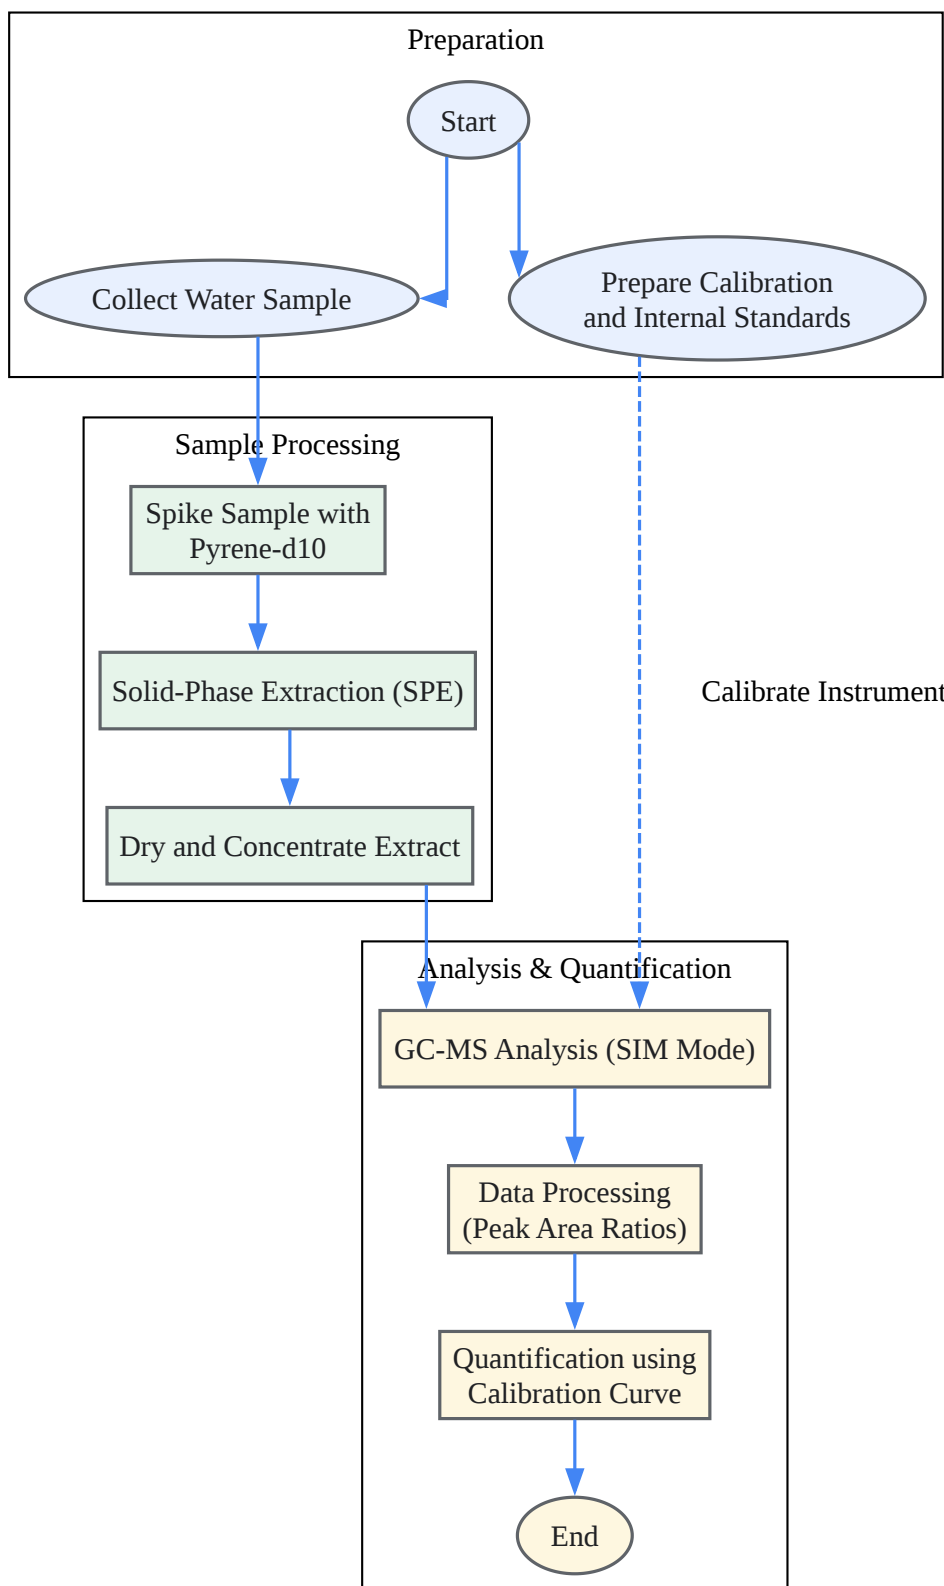 Preparation
Start
Collect Water Sample
Prepare Calibration
and Internal Standards
Sample Processing
Spike Sample with
Pyrene-d10
Solid-Phase Extraction (SPE)
Calibrate Instrument
Dry and Concentrate Extract
Analysis & Quantification
GC-MS Analysis (SIM Mode)
Data Processing
(Peak Area Ratios)
Quantification using
Calibration Curve
End